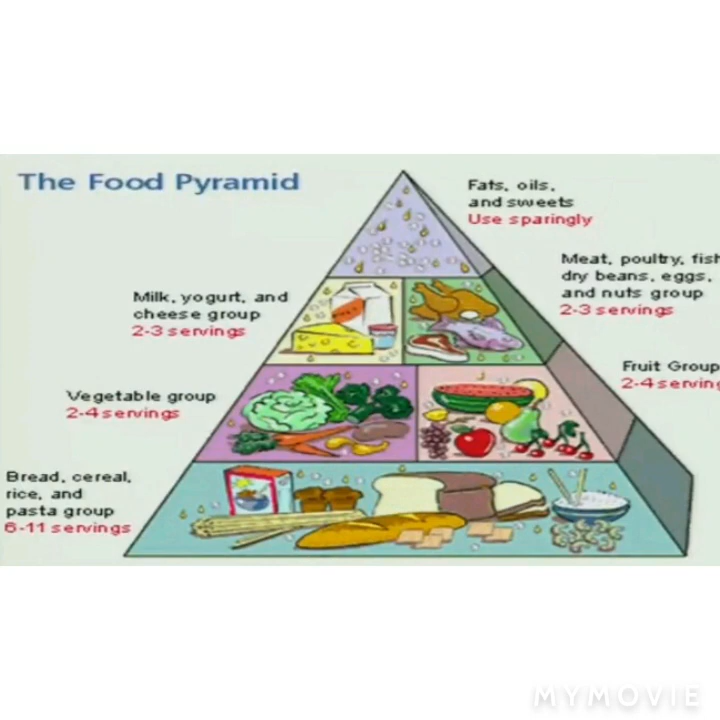 The Food Pyramid
Fats, oils,
and sweets
Use sparingly
Meat, poultry, fish
dry beans, eggs,
and nuts group
2-3 servings
Milk, yogurt, and
cheese group
2-3 servings
Fruit Group
2-4 serving
Vegetable group
2-4 servings
Bread, cereal,
rice, and
pasta group
6-11 servings
MYMOVIE